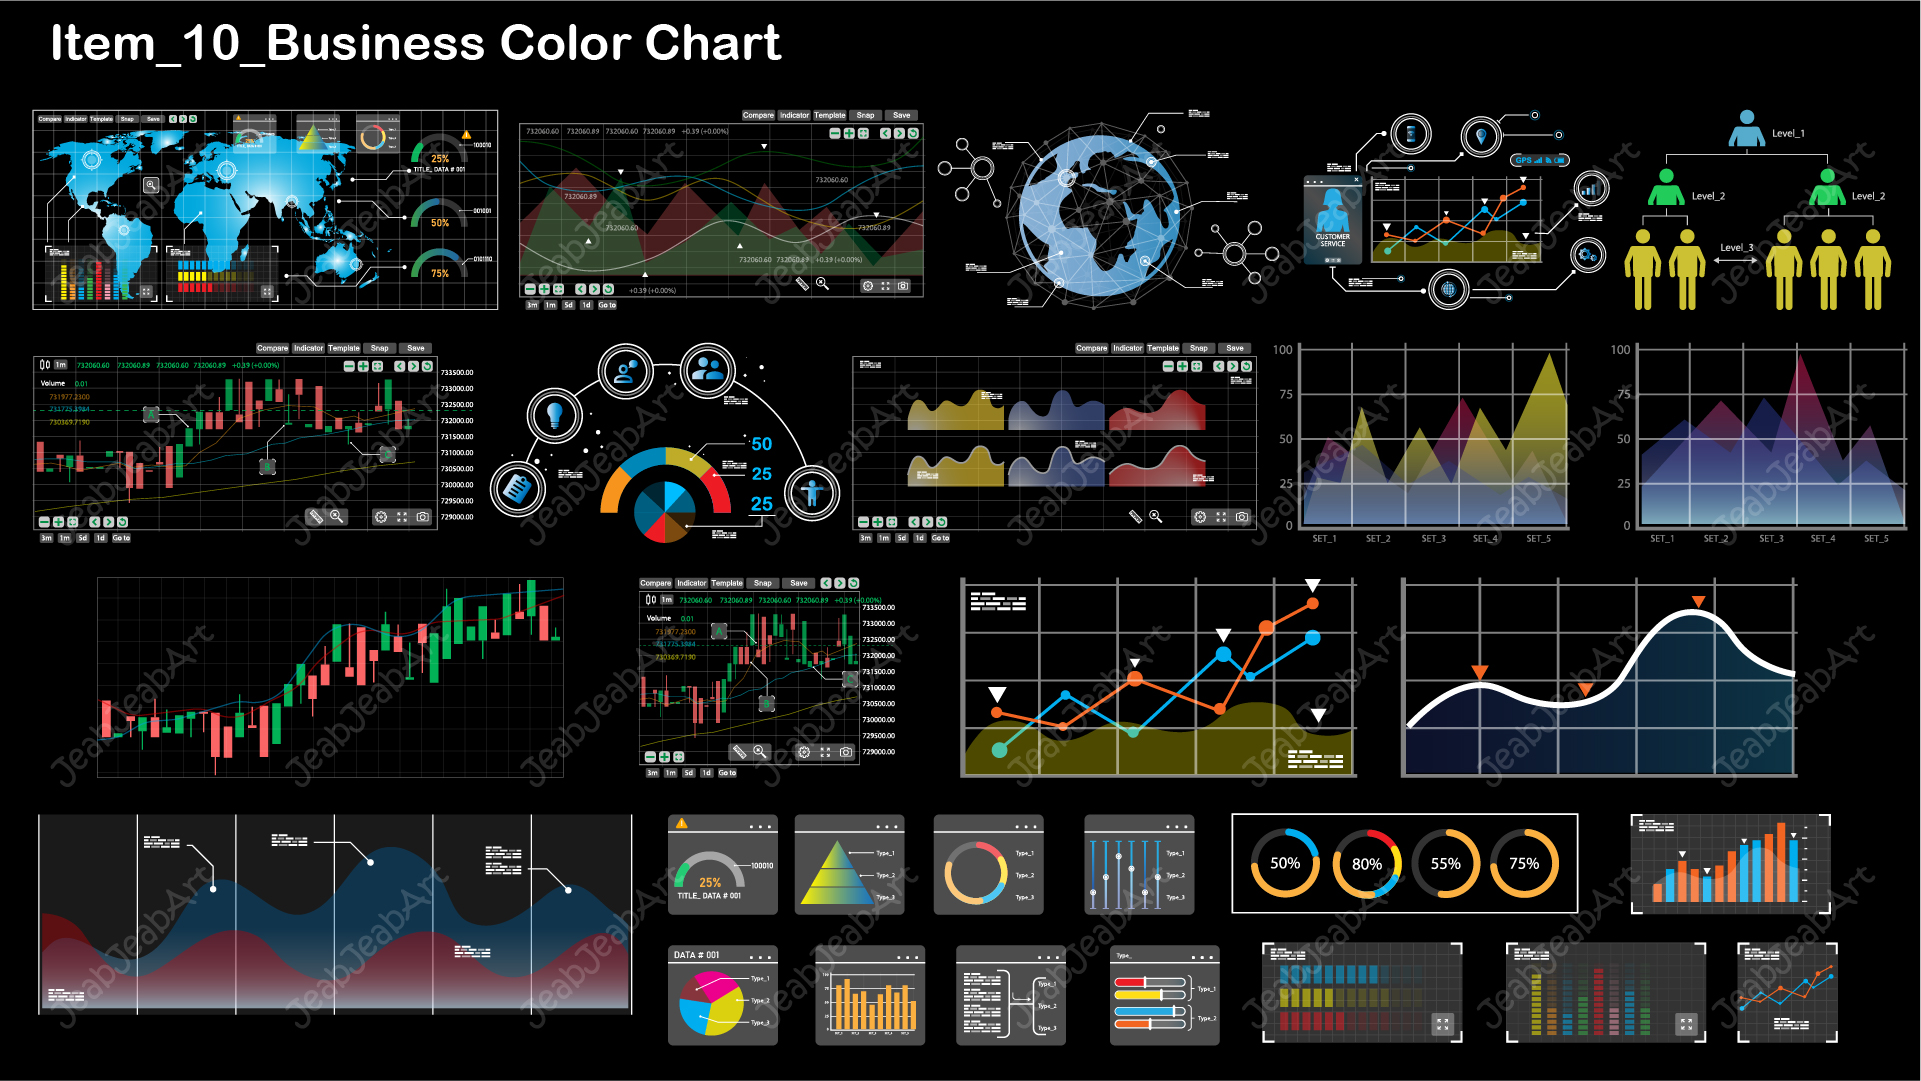 Item_10_Business Color Chart
Compare Indicator Template Snap Save
25%
100010
TITLE_ DATA # 001
001001
50%
0101110
75%
Compare Indicator Template Snap Save
732060.60 732060.89 732060.60 732060.89 +0.39 (+0.00%)
732060.60
732060.89
732060.60
732060.89
732060.60 732060.89 +0.39 (+0.00%)
+0.39 (+0.00%)
3m 1m 5d 1d Go to
GPS
CUSTOMER
SERVICE
Level_1
Level_2 Level_2
Level_3
Compare Indicator Template Snap Save
1m 732060.60 732060.89 732060.60 732060.89 +0.39 (+0.00%)
Volume 0.01
731977.2300
731775.3984
730369.7190
A
B
733500.00
733000.00
732500.00
732000.00
731500.00
731000.00
730500.00
730000.00
729500.00
729000.00
3m 1m 5d 1d Go to
50
25
25
Compare Indicator Template Snap Save
3m 1m 5d 1d Go to
100
75
50
25
0
SET_1 SET_2 SET_3 SET_4 SET_5
100
75
50
25
0
SET_1 SET_2 SET_3 SET_4 SET_5
Compare Indicator Template Snap Save
1m 732060.60 732060.89 732060.60 732060.89 +0.39 (+0.00%)
Volume 0.01
731977.2300
731775.3984
730369.7190
A
B
C
733500.00
733000.00
732500.00
732000.00
731500.00
731000.00
730500.00
730000.00
729500.00
729000.00
3m 1m 5d 1d Go to
25%
100010
TITLE_ DATA # 001
Type_1
Type_2
Type_3
Type_1
Type_2
Type_3
Type_1
Type_2
Type_3
50% 80% 55% 75%
DATA # 001
Type_1
Type_2
Type_3
Type_1
Type_2
Type_3
Type_
Type_1
Type_2
JeabJeabArt